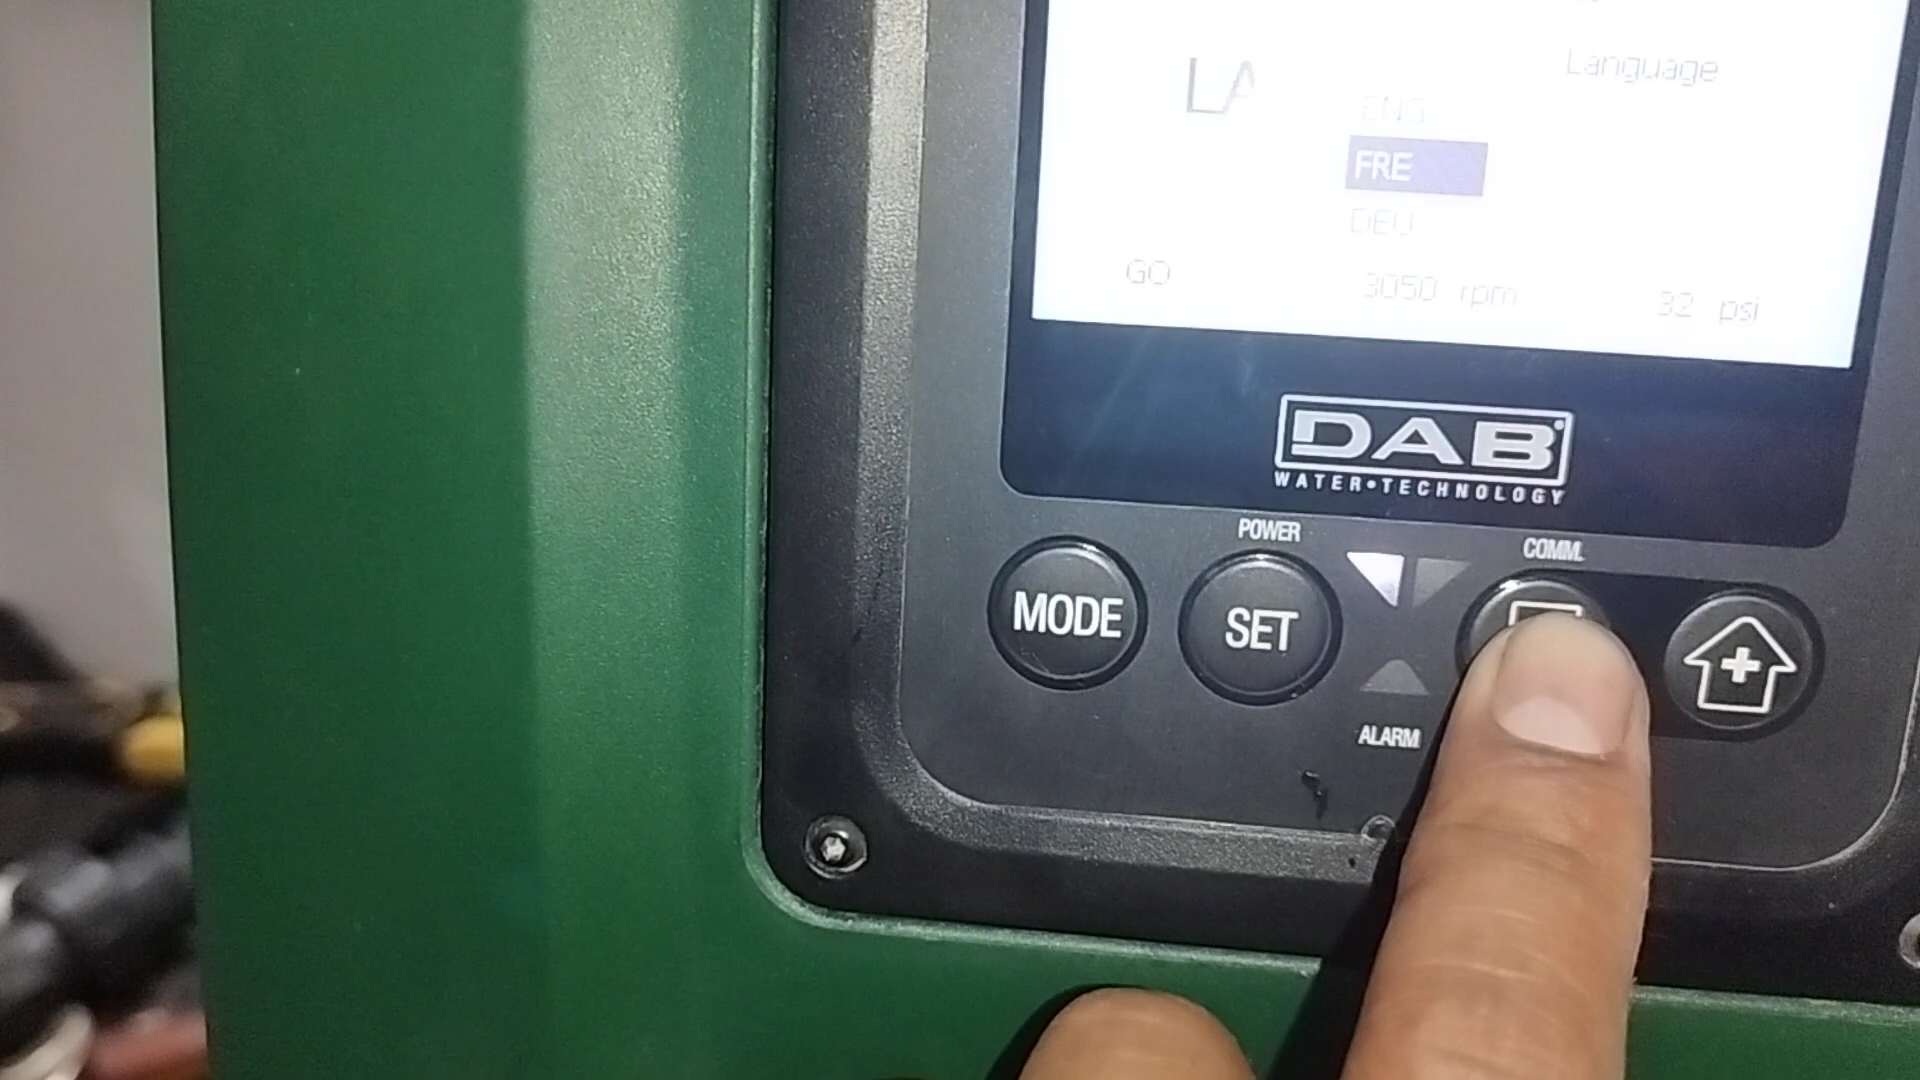 Language
LA
ENG
FRE
DEU
GO 3050 rpm 32 psi
DAB
WATER•TECHNOLOGY
POWER
COMM.
MODE
SET
ALARM